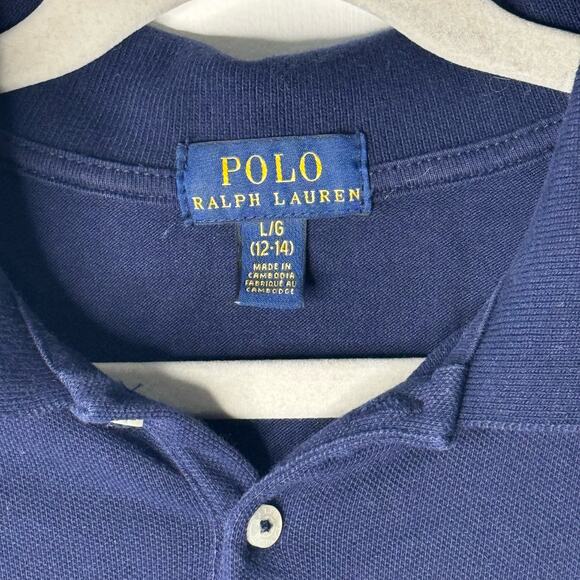 POLO
RALPH LAUREN
L/G
(12-14)
MADE IN
CAMBODIA
FABRIQUÉ AU
CAMBODGE